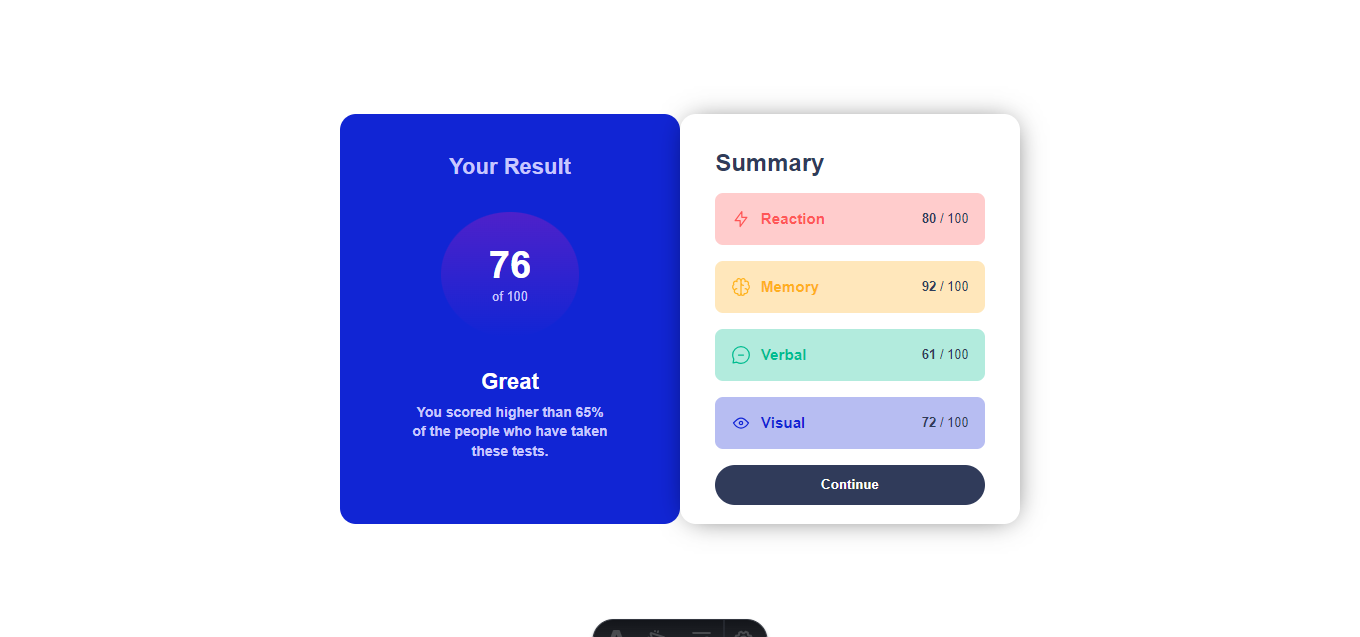 Your Result
76
of 100
Great
You scored higher than 65%
of the people who have taken
these tests.
Summary
Reaction 80 / 100
Memory 92 / 100
Verbal 61 / 100
Visual 72 / 100
Continue